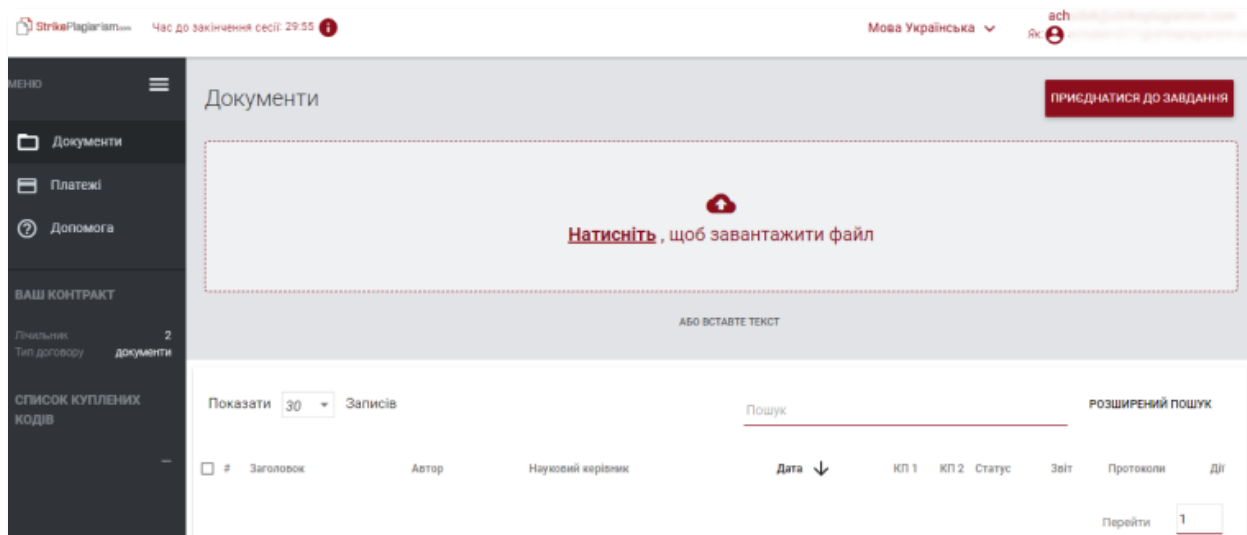 StrikePlagiarism.com Час до закінчення сесії: 29:55
Мова Українська
ach
Як:
МЕНЮ
Документи
Платежі
Допомога
ВАШ КОНТРАКТ
Лічильник 2
Тип договору документи
СПИСОК КУПЛЕНИХ
КОДІВ
Документи
ПРИЄДНАТИСЯ ДО ЗАВДАННЯ
Натисніть , щоб завантажити файл
АБО ВСТАВТЕ ТЕКСТ
Показати 30 Записів
Пошук
РОЗШИРЕНИЙ ПОШУК
# Заголовок Автор Науковий керівник Дата КП 1 КП 2 Статус Звіт Протоколи Дії
Перейти 1